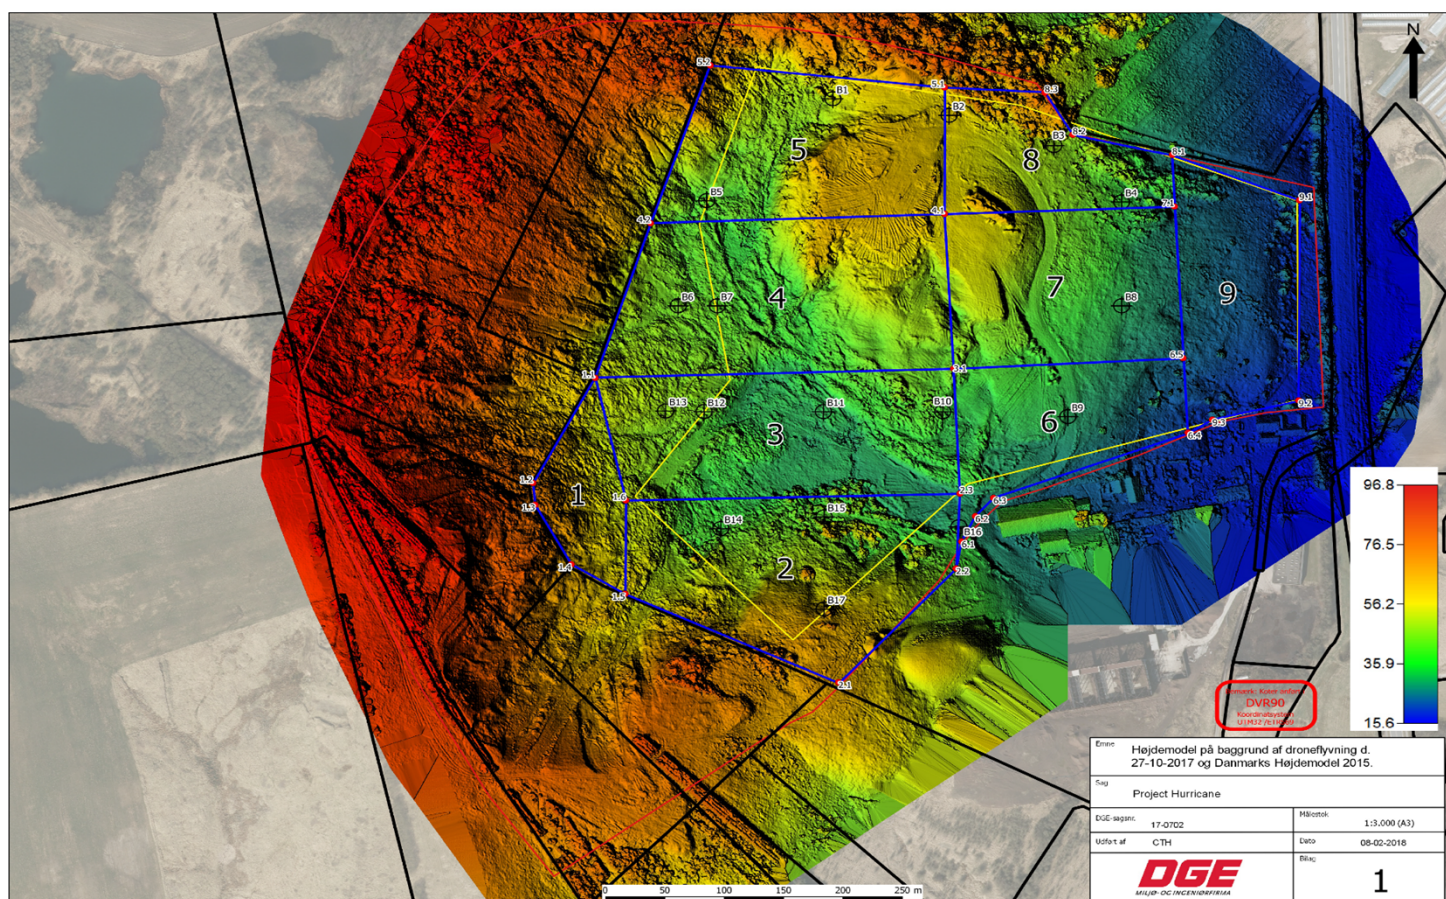 N
5.2
5.1
8.3
B1
B2
8.2
B3
5
8
8.1
B5
B4
9.1
4.2
4.1
7.1
B6
B7
4
7
B8
9
6.5
1.1
3.1
B13
B12
B11
B10
B9
9.2
9.3
3
6
6.4
1.2
1
1.6
2.3
6.3
1.3
B15
6.2
B14
B16
6.1
1.4
2
2.2
1.5
B17
2.1
96.8
76.5
56.2
35.9
15.6
DVR90
Koordinatsystem
0 50 100 150 200 250 m
Emne
Højdemodel på baggrund af droneflyvning d.
27-10-2017 og Danmarks Højdemodel 2015.
Sag
Project Hurricane
DGE-sagsnr.
17-0702
Målestok
1:3.000 (A3)
Udført af
CTH
Dato
08-02-2018
DGE
MILJØ- OG INGENIØRFIRMA
Bilag
1